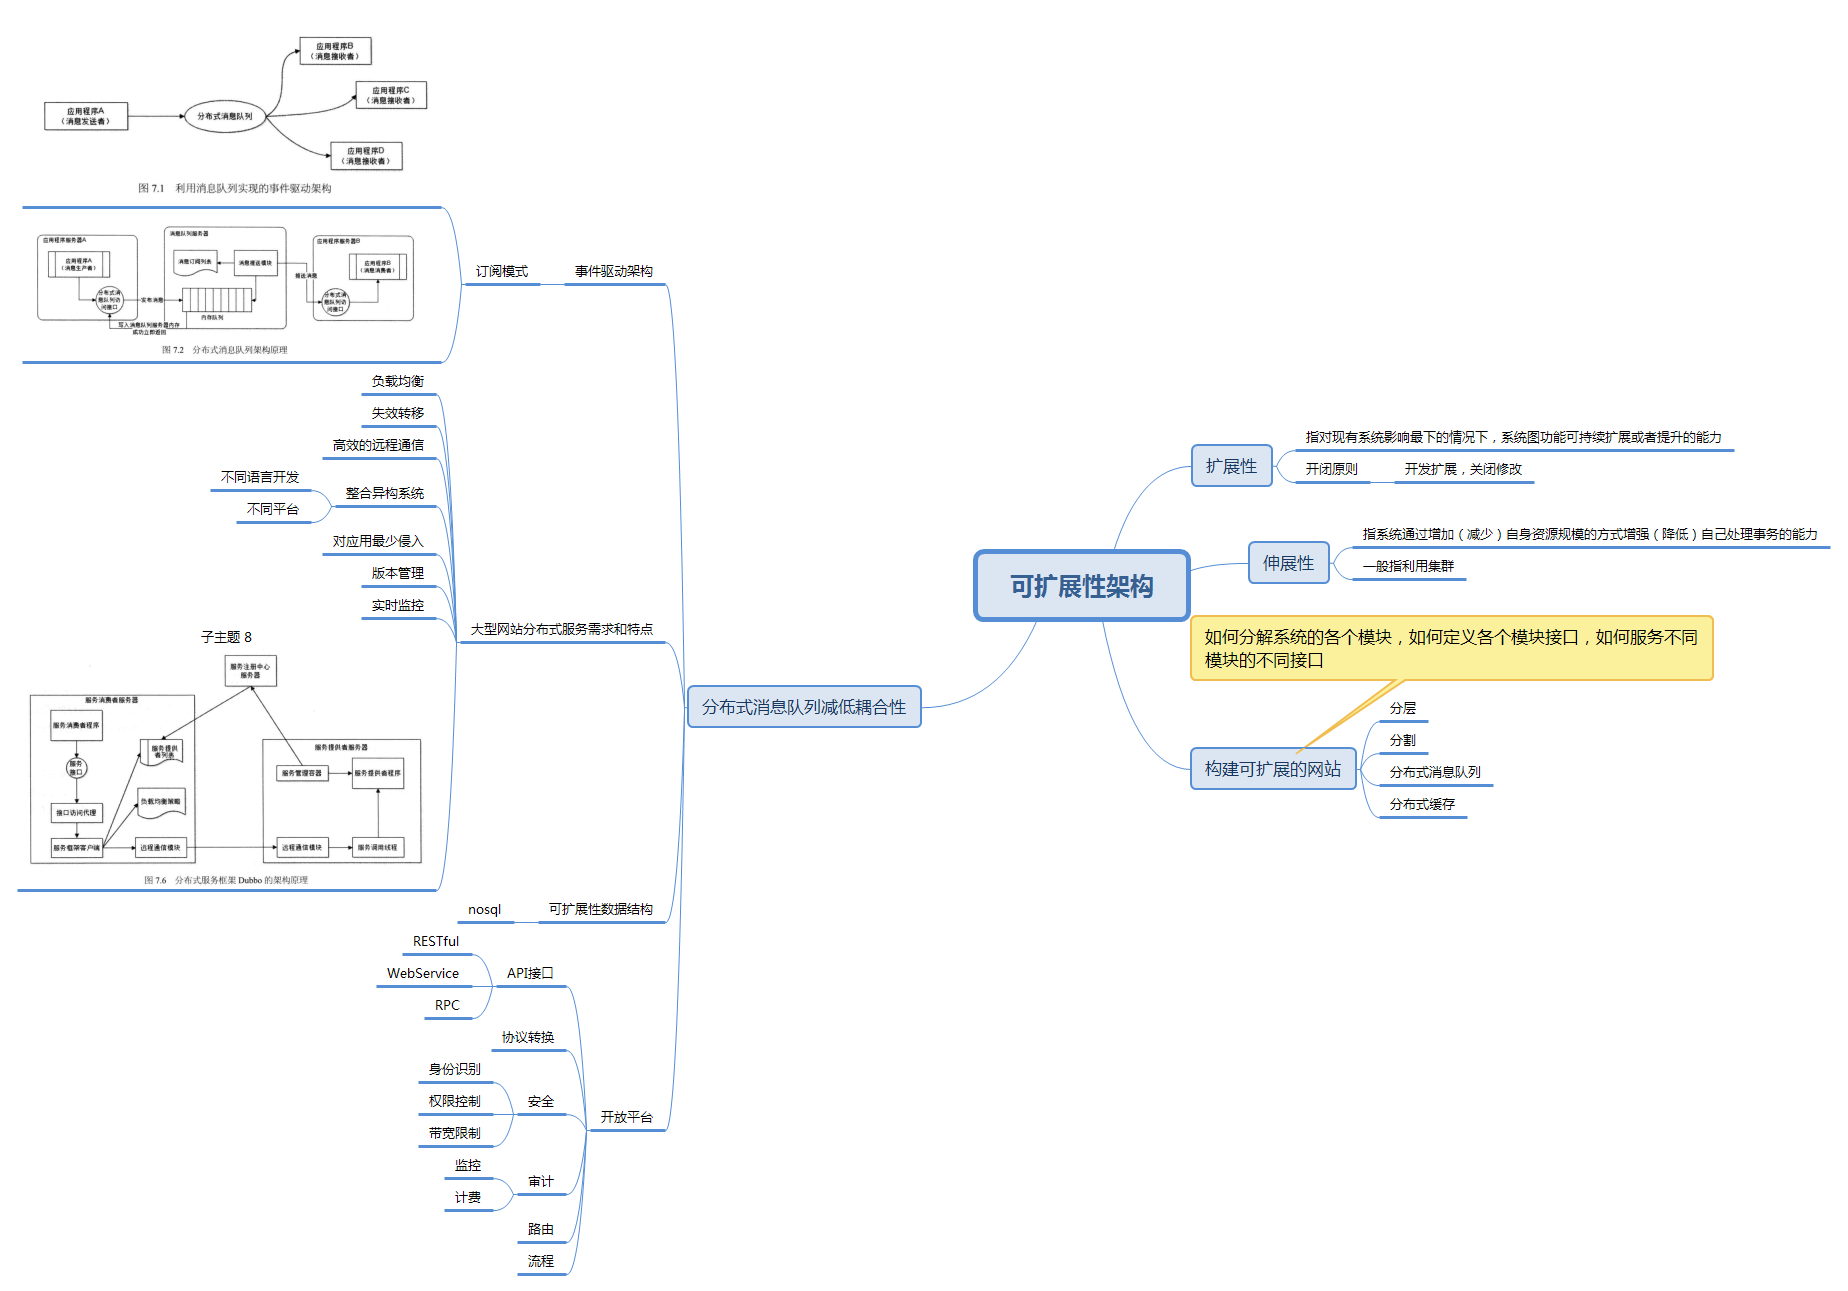 应用程序B
（消息接收者）
应用程序C
（消息接收者）
应用程序A
（消息发送者）
分布式消息队列
应用程序D
（消息接收者）
图 7.1 利用消息队列实现的事件驱动架构
应用程序服务器A
应用程序A
（消息生产者）
分布式消
息队列访
问接口
发布消息
消息队列服务器
消息订阅列表
消息推送模块
内存队列
写入消息队列服务器内存
成功立即返回
推送消息
应用程序服务器B
应用程序B
（消息消费者）
分布式消
息队列访
问接口
图 7.2 分布式消息队列架构原理
订阅模式
事件驱动架构
负载均衡
失效转移
高效的远程通信
不同语言开发
不同平台
整合异构系统
对应用最少侵入
版本管理
实时监控
子主题 8
服务注册中心
服务器
服务消费者服务器
服务消费者程序
服务
接口
接口访问代理
服务框架客户端
服务提供
者列表
负载均衡策略
远程通信模块
服务提供者服务器
服务管理容器
服务提供者程序
远程通信模块
服务调用线程
图 7.6 分布式服务框架 Dubbo 的架构原理
大型网站分布式服务需求和特点
nosql
可扩展性数据结构
RESTful
WebService
RPC
API接口
协议转换
身份识别
权限控制
带宽限制
安全
监控
计费
审计
路由
流程
开放平台
分布式消息队列减低耦合性
可扩展性架构
扩展性
指对现有系统影响最下的情况下，系统图功能可持续扩展或者提升的能力
开闭原则
开发扩展，关闭修改
伸展性
指系统通过增加（减少）自身资源规模的方式增强（降低）自己处理事务的能力
一般指利用集群
如何分解系统的各个模块，如何定义各个模块接口，如何服务不同
模块的不同接口
构建可扩展的网站
分层
分割
分布式消息队列
分布式缓存